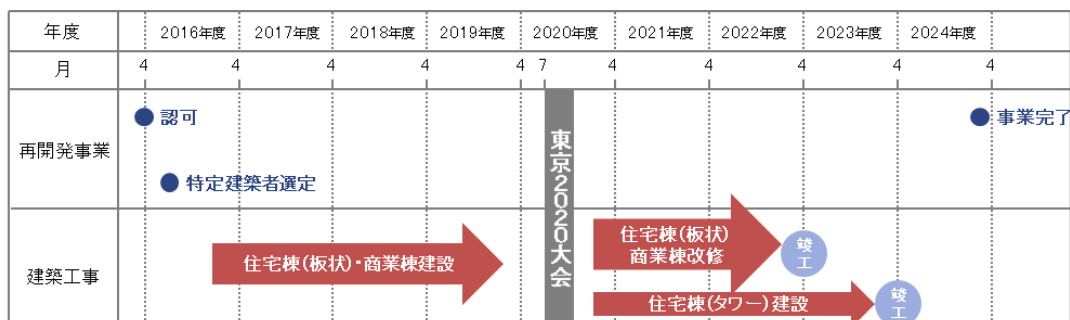 年度
2016年度 2017年度 2018年度 2019年度 2020年度 2021年度 2022年度 2023年度 2024年度
月
4 4 4 4 4 7 4 4 4 4 4
再開発事業
認可
事業完了
特定建築者選定
東京2020大会
建築工事
住宅棟(板状)・商業棟建設
住宅棟(板状)
商業棟改修
竣
工
住宅棟(タワー)建設
竣
工